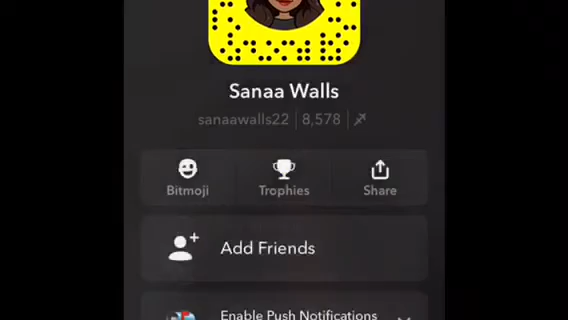 Sanaa Walls
sanaawalls22 | 8,578 | ♐
Bitmoji Trophies Share
Add Friends
Enable Push Notifications